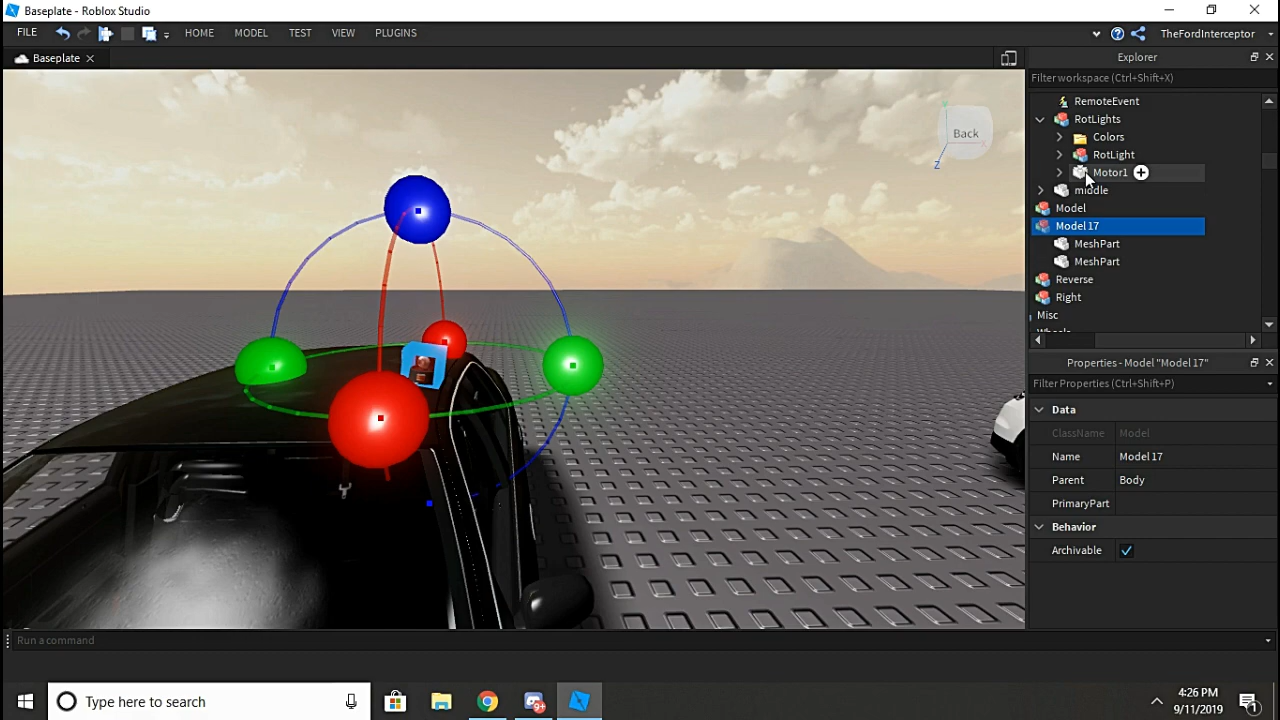 Baseplate - Roblox Studio
FILE HOME MODEL TEST VIEW PLUGINS TheFordInterceptor
Baseplate
Back
Z
Explorer
Filter workspace (Ctrl+Shift+X)
RemoteEvent
RotLights
Colors
RotLight
Motor1
middle
Model
Model 17
MeshPart
MeshPart
Reverse
Right
Misc
Wheels
Properties - Model "Model 17"
Filter Properties (Ctrl+Shift+P)
Data
ClassName Model
Name Model 17
Parent Body
PrimaryPart
Behavior
Archivable
Run a command
Type here to search
9+
4:26 PM
9/11/2019
1